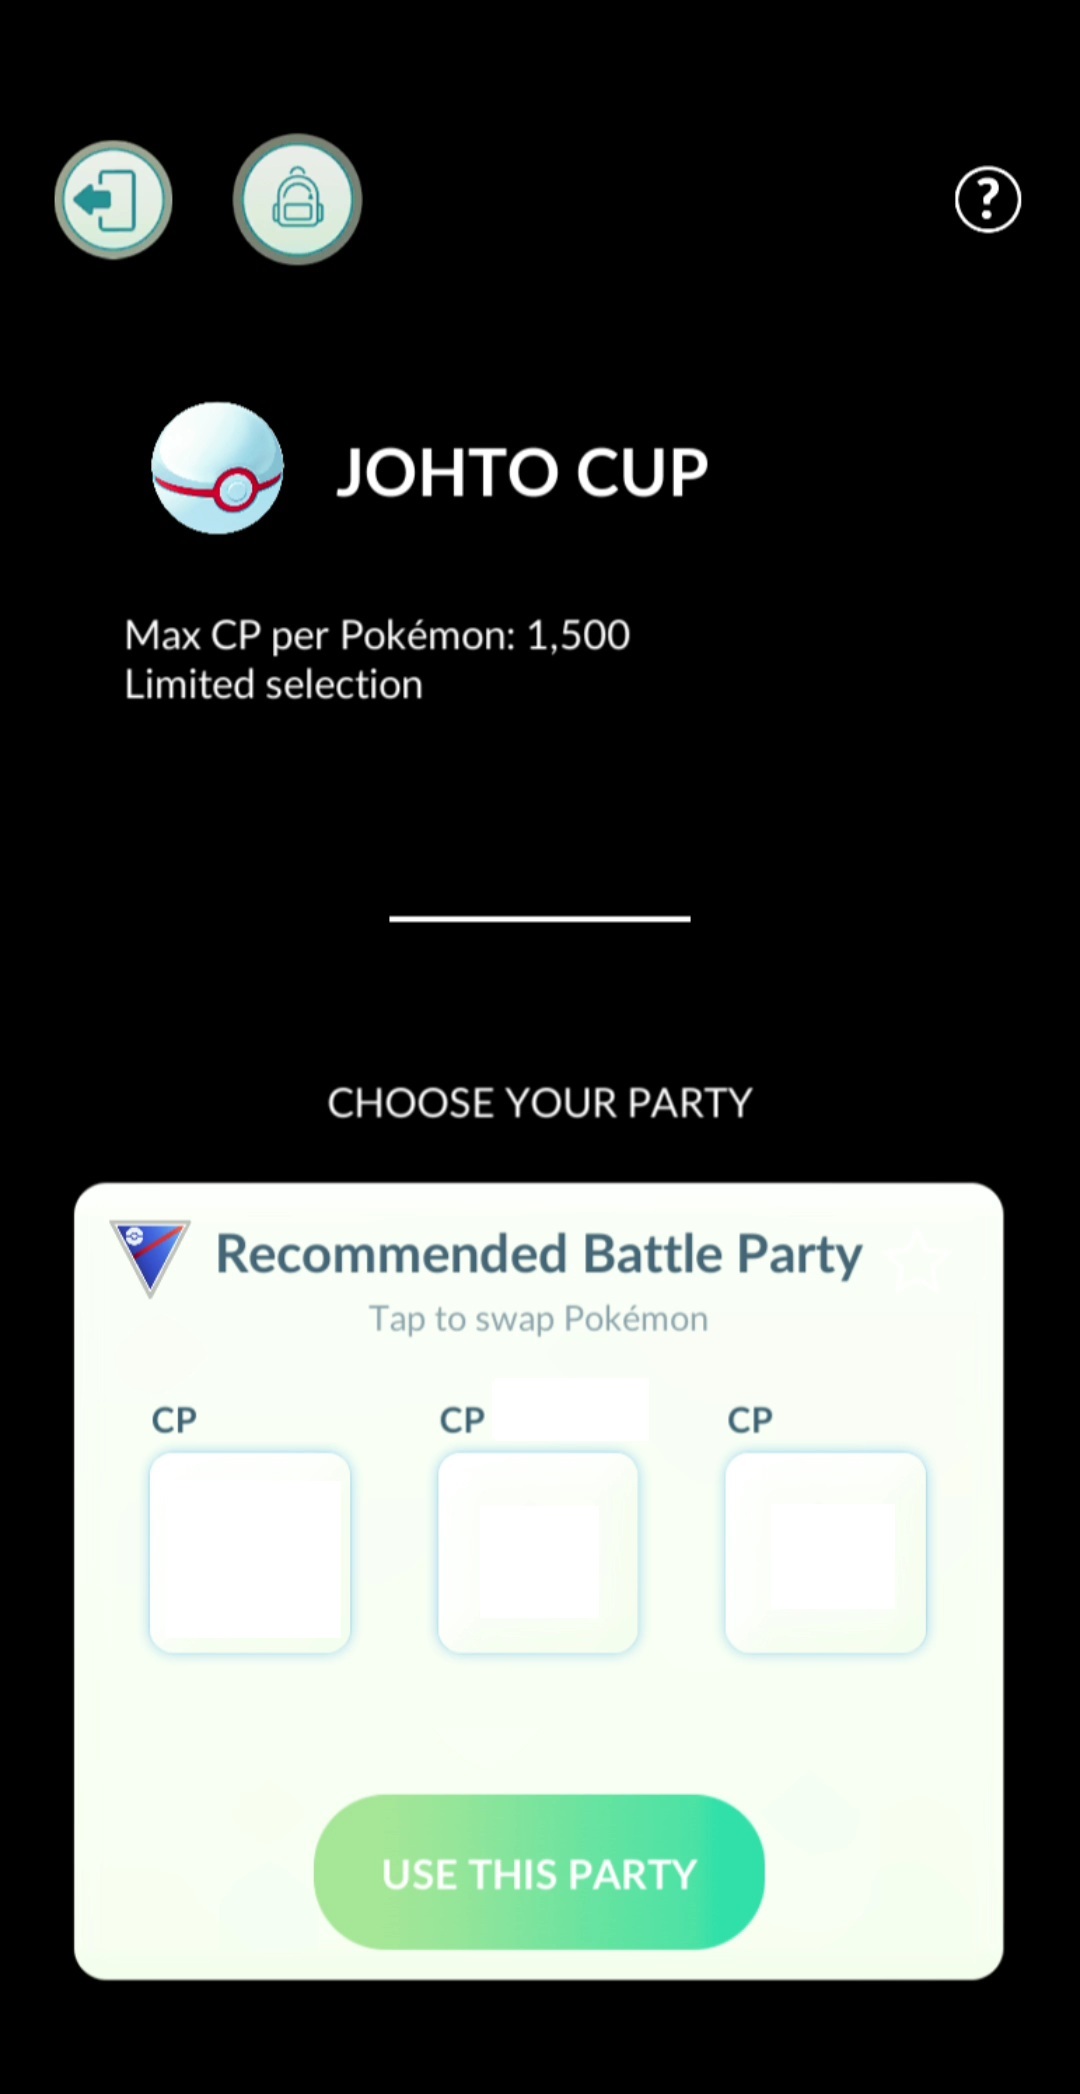 ?
JOHTO CUP
Max CP per Pokémon: 1,500
Limited selection
CHOOSE YOUR PARTY
Recommended Battle Party
Tap to swap Pokémon
CP CP CP
USE THIS PARTY